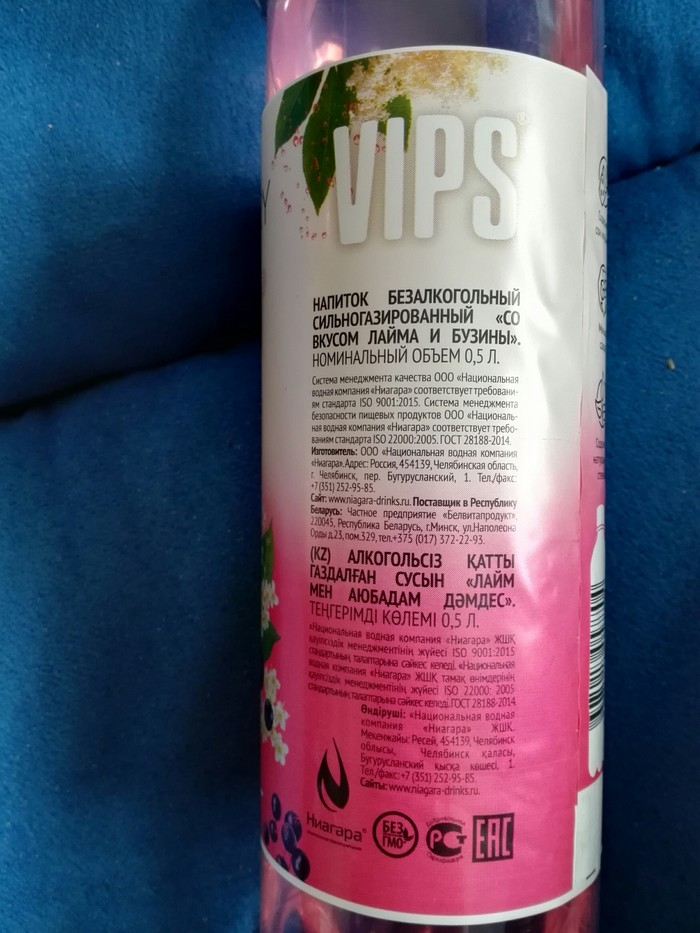 VIPS
НАПИТОК БЕЗАЛКОГОЛЬНЫЙ
СИЛЬНОГАЗИРОВАННЫЙ «СО
ВКУСОМ ЛАЙМА И БУЗИНЫ».
НОМИНАЛЬНЫЙ ОБЪЕМ 0,5 Л.
Система менеджмента качества ООО «Национальная
водная компания «Ниагара» соответствует требовани-
ям стандарта ISO 9001:2015. Система менеджмента
безопасности пищевых продуктов ООО «Националь-
ная водная компания «Ниагара» соответствует требо-
ваниям стандарта ISO 22000:2005. ГОСТ 28188-2014.
Изготовитель: ООО «Национальная водная компания
«Ниагара». Адрес: Россия, 454139, Челябинская область,
г. Челябинск, пер. Бугурусланский, 1. Тел./факс:
+7 (351) 252-95-85.
Сайт: www.niagara-drinks.ru. Поставщик в Республику
Беларусь: Частное предприятие «Белвитапродукт».
220045, Республика Беларусь, г.Минск, ул.Наполеона
Орды д.23, пом.329, тел.+375 (017) 372-22-93.
(KZ) АЛКОГОЛЬСІЗ ҚАТТЫ
ГАЗДАЛҒАН СУСЫН «ЛАЙМ
МЕН АЮБАДАМ ДӘМДЕС».
ТЕҢГЕРІМДІ КӨЛЕМІ 0,5 Л.
«Национальная водная компания «Ниагара» ЖШҚ
қауіпсіздік менеджментінің жүйесі ISO 9001:2015
стандартының талаптарына сәйкес келеді. «Национальная
водная компания «Ниагара» ЖШҚ тамақ өнімдерінің
қауіпсіздік менеджментінің жүйесі ISO 22000: 2005
стандартының талаптарына сәйкес келеді. ГОСТ 28188-2014
Өндіруші: «Национальная водная
компания «Ниагара» ЖШҚ.
Мекенжайы: Ресей, 454139, Челябинск
облысы, Челябинск қаласы,
Бугурусланский қысқа көшесі, 1.
Тел./факс: +7 (351) 252-95-85.
Сайты: www.niagara-drinks.ru.
Ниагара®
БЕЗ
ГМО
Добровольная
РСТ
Сертификация
EAC